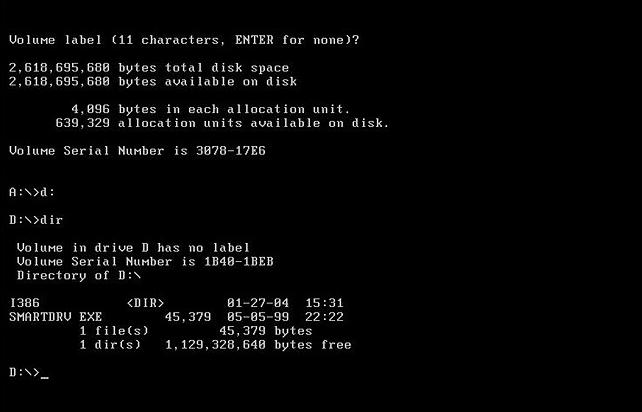 Volume label (11 characters, ENTER for none)?
2,618,695,680 bytes total disk space
2,618,695,680 bytes available on disk
4,096 bytes in each allocation unit.
639,329 allocation units available on disk.
Volume Serial Number is 3078-17E6
A:\>d:
D:\>dir
Volume in drive D has no label
Volume Serial Number is 1B40-1BEB
Directory of D:\
I386 <DIR> 01-27-04 15:31
SMARTDRV EXE 45,379 05-05-99 22:22
1 file(s) 45,379 bytes
1 dir(s) 1,129,328,640 bytes free
D:\>_